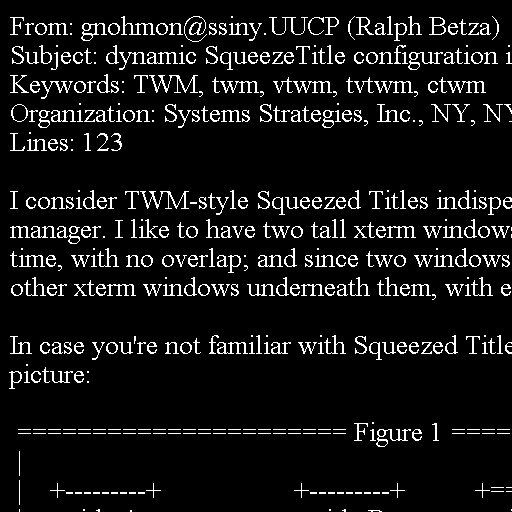 From: gnohmon@ssiny.UUCP (Ralph Betza)
Subject: dynamic SqueezeTitle configuration i
Keywords: TWM, twm, vtwm, tvtwm, ctwm
Organization: Systems Strategies, Inc., NY, NY
Lines: 123

I consider TWM-style Squeezed Titles indispe
manager. I like to have two tall xterm windows
time, with no overlap; and since two windows
other xterm windows underneath them, with e

In case you're not familiar with Squeezed Title
picture:

====================== Figure 1 ====
|
| +---------+ +---------+ +==